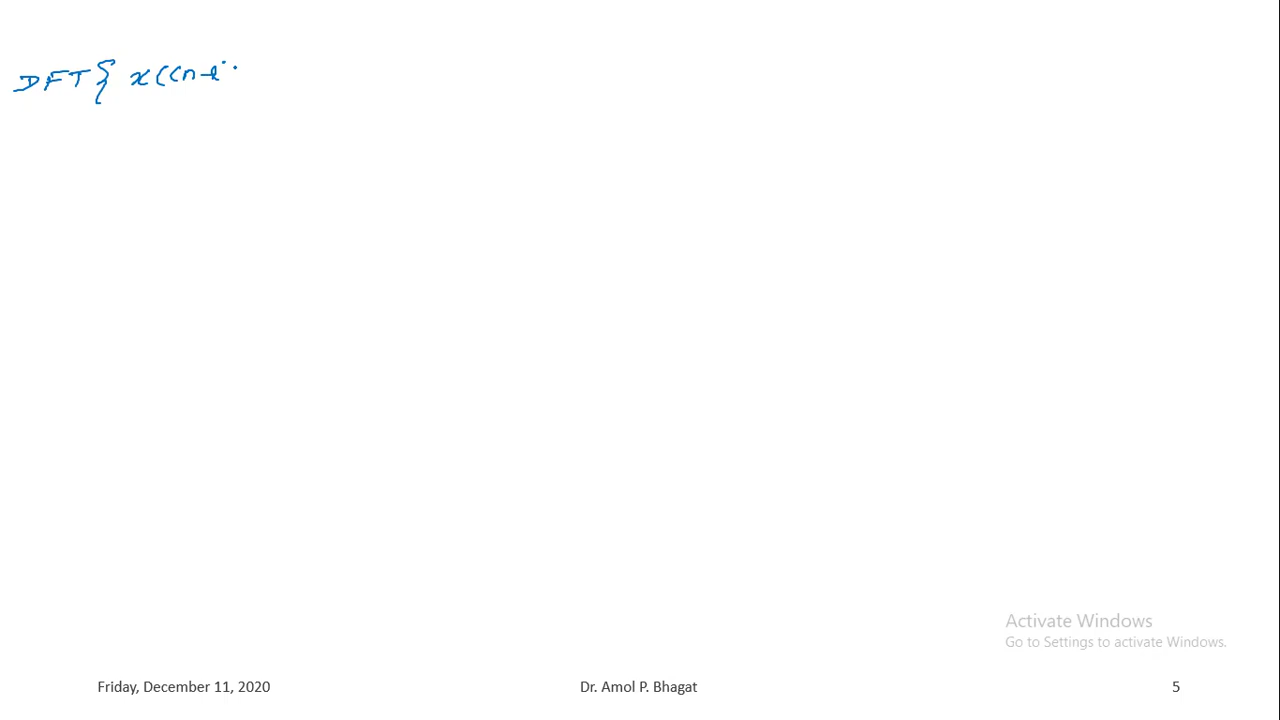 DFT{ x((n-l
Activate Windows
Go to Settings to activate Windows.
Friday, December 11, 2020 Dr. Amol P. Bhagat 5